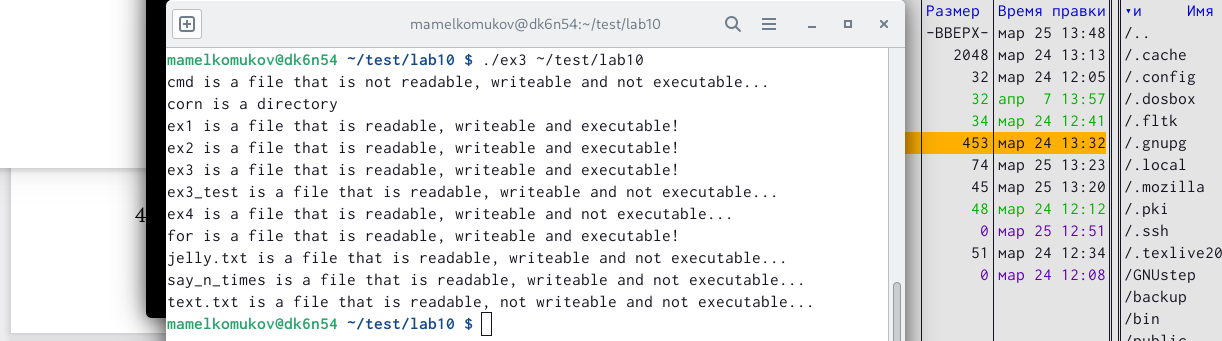 mamelkomukov@dk6n54:~/test/lab10
mamelkomukov@dk6n54 ~/test/lab10 $ ./ex3 ~/test/lab10
cmd is a file that is not readable, writeable and not executable...
corn is a directory
ex1 is a file that is readable, writeable and executable!
ex2 is a file that is readable, writeable and executable!
ex3 is a file that is readable, writeable and executable!
ex3_test is a file that is readable, writeable and not executable...
ex4 is a file that is readable, writeable and not executable...
for is a file that is readable, writeable and executable!
jelly.txt is a file that is readable, writeable and not executable...
say_n_times is a file that is readable, writeable and not executable...
text.txt is a file that is readable, not writeable and not executable...
mamelkomukov@dk6n54 ~/test/lab10 $
4
Размер Время правки
-ВВЕРХ- мар 25 13:48
2048 мар 24 13:13
32 мар 24 12:05
32 апр 7 13:57
34 мар 24 12:41
453 мар 24 13:32
74 мар 25 13:23
45 мар 25 13:20
48 мар 24 12:12
0 мар 25 12:51
51 мар 24 12:34
0 мар 24 12:08
▾и Имя
/..
/.cache
/.config
/.dosbox
/.fltk
/.gnupg
/.local
/.mozilla
/.pki
/.ssh
/.texlive20
/GNUstep
/backup
/bin
/public